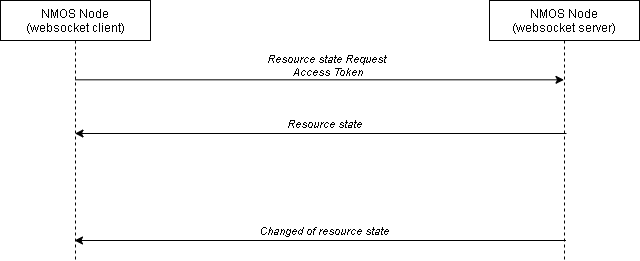 NMOS Node
(websocket client)
NMOS Node
(websocket server)
Resource state Request
Access Token
Resource state
Changed of resource state